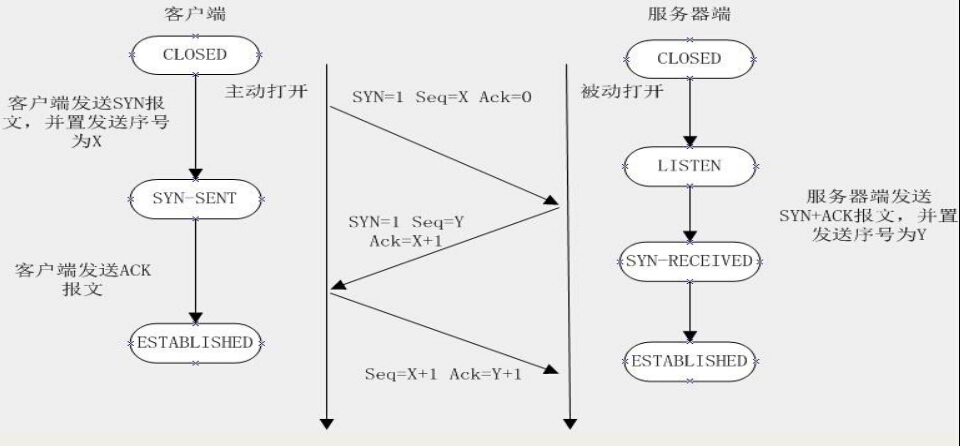 客户端
服务器端
CLOSED
CLOSED
主动打开
SYN=1 Seq=X Ack=0
被动打开
客户端发送SYN报
文，并置发送序号
为X
LISTEN
SYN-SENT
SYN=1 Seq=Y
Ack=X+1
服务器端发送
SYN+ACK报文，并置
发送序号为Y
客户端发送ACK
报文
SYN-RECEIVED
ESTABLISHED
Seq=X+1 Ack=Y+1
ESTABLISHED